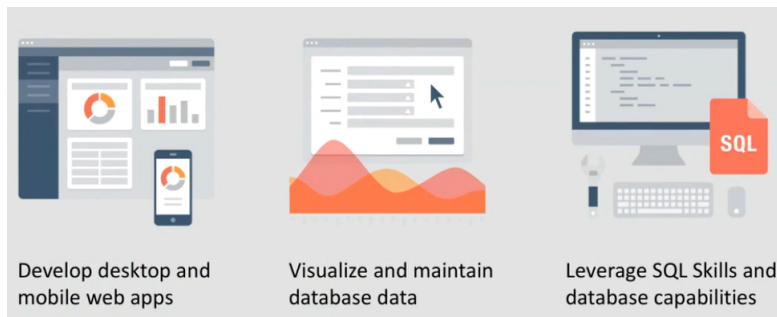 SQL
Develop desktop and
mobile web apps
Visualize and maintain
database data
Leverage SQL Skills and
database capabilities